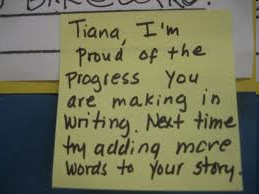 Tiana, I'm
Proud of the
Progress you
are making in
writing. Next time
try adding more
words to your story.